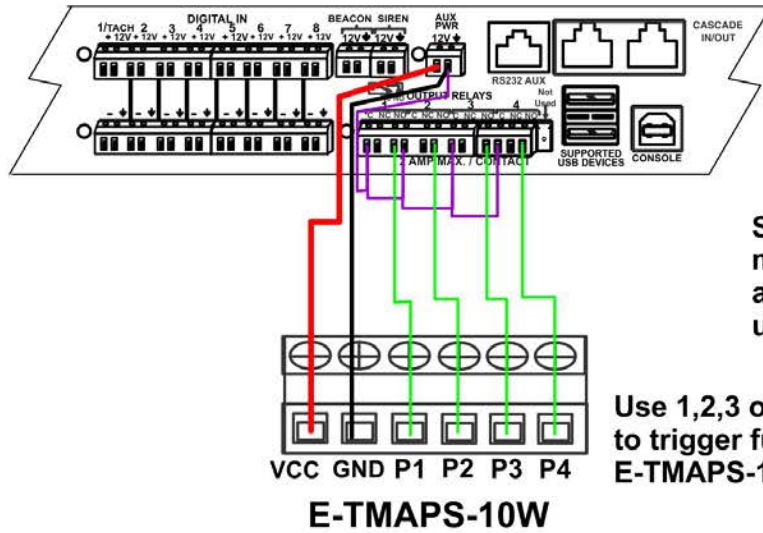 DIGITAL IN
1/TACH 2 3 4 5 6 7 8
+ 12V + 12V + 12V + 12V + 12V + 12V + 12V + 12V
BEACON SIREN
12V 12V
AUX
PWR
12V
CASCADE
IN/OUT
RS232 AUX
OUTPUT RELAYS
Not
Used
1 2 3 4
C NC NO C NC NO C NC NO C NC NO
2 AMP MAX. / CONTACT
SUPPORTED
USB DEVICES
CONSOLE
Use 1,2,3 o
to trigger fu
E-TMAPS-1
VCC GND P1 P2 P3 P4
E-TMAPS-10W